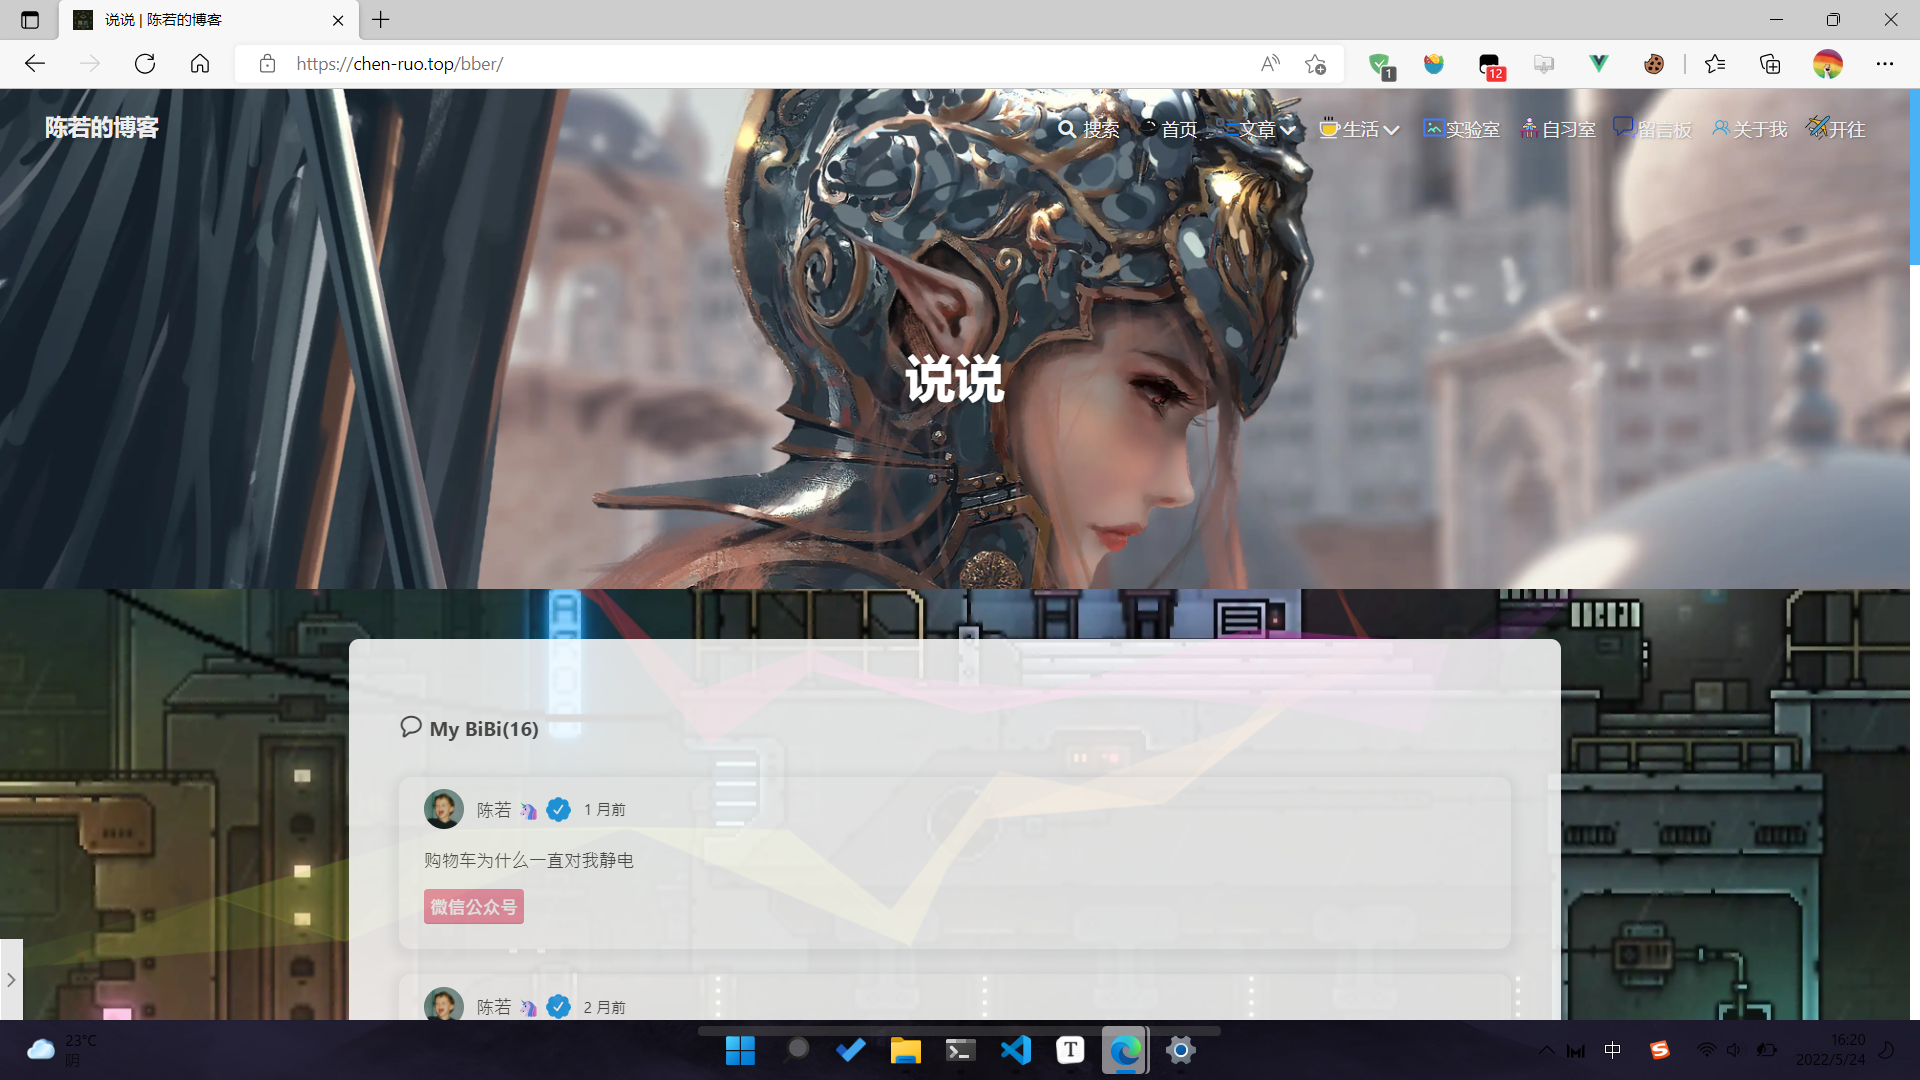 说说 | 陈若的博客
https://chen-ruo.top/bber/
1
12
陈若的博客
搜索 首页 文章 生活 实验室 自习室 留言板 关于我 开往
说说
My BiBi(16)
陈若 1 月前
购物车为什么一直对我静电
微信公众号
陈若 2 月前
23°C
阴
中
16:20
2022/5/24